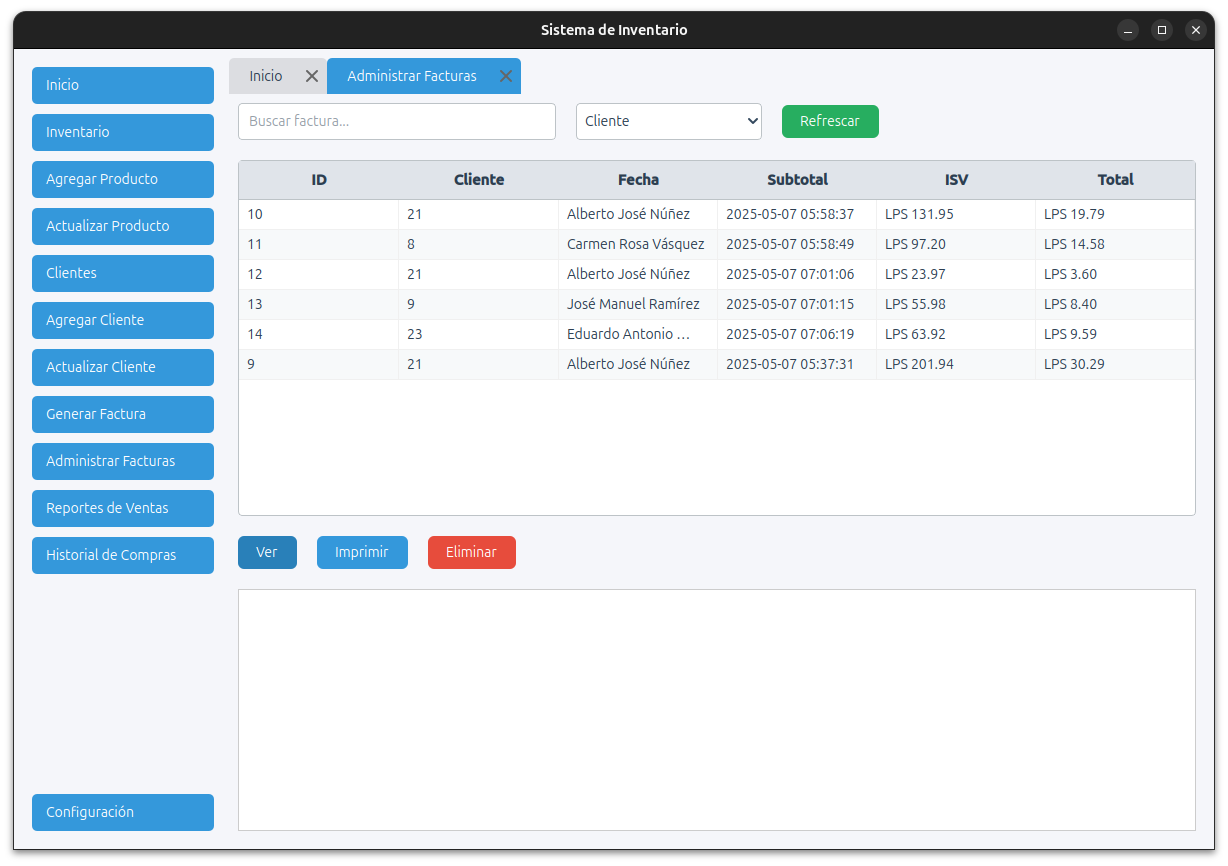 Sistema de Inventario
Inicio
Inventario
Agregar Producto
Actualizar Producto
Clientes
Agregar Cliente
Actualizar Cliente
Generar Factura
Administrar Facturas
Reportes de Ventas
Historial de Compras
Configuración
Inicio Administrar Facturas
Buscar factura... Cliente Refrescar
ID Cliente Fecha Subtotal ISV Total
10 21 Alberto José Núñez 2025-05-07 05:58:37 LPS 131.95 LPS 19.79
11 8 Carmen Rosa Vásquez 2025-05-07 05:58:49 LPS 97.20 LPS 14.58
12 21 Alberto José Núñez 2025-05-07 07:01:06 LPS 23.97 LPS 3.60
13 9 José Manuel Ramírez 2025-05-07 07:01:15 LPS 55.98 LPS 8.40
14 23 Eduardo Antonio ... 2025-05-07 07:06:19 LPS 63.92 LPS 9.59
9 21 Alberto José Núñez 2025-05-07 05:37:31 LPS 201.94 LPS 30.29
Ver Imprimir Eliminar